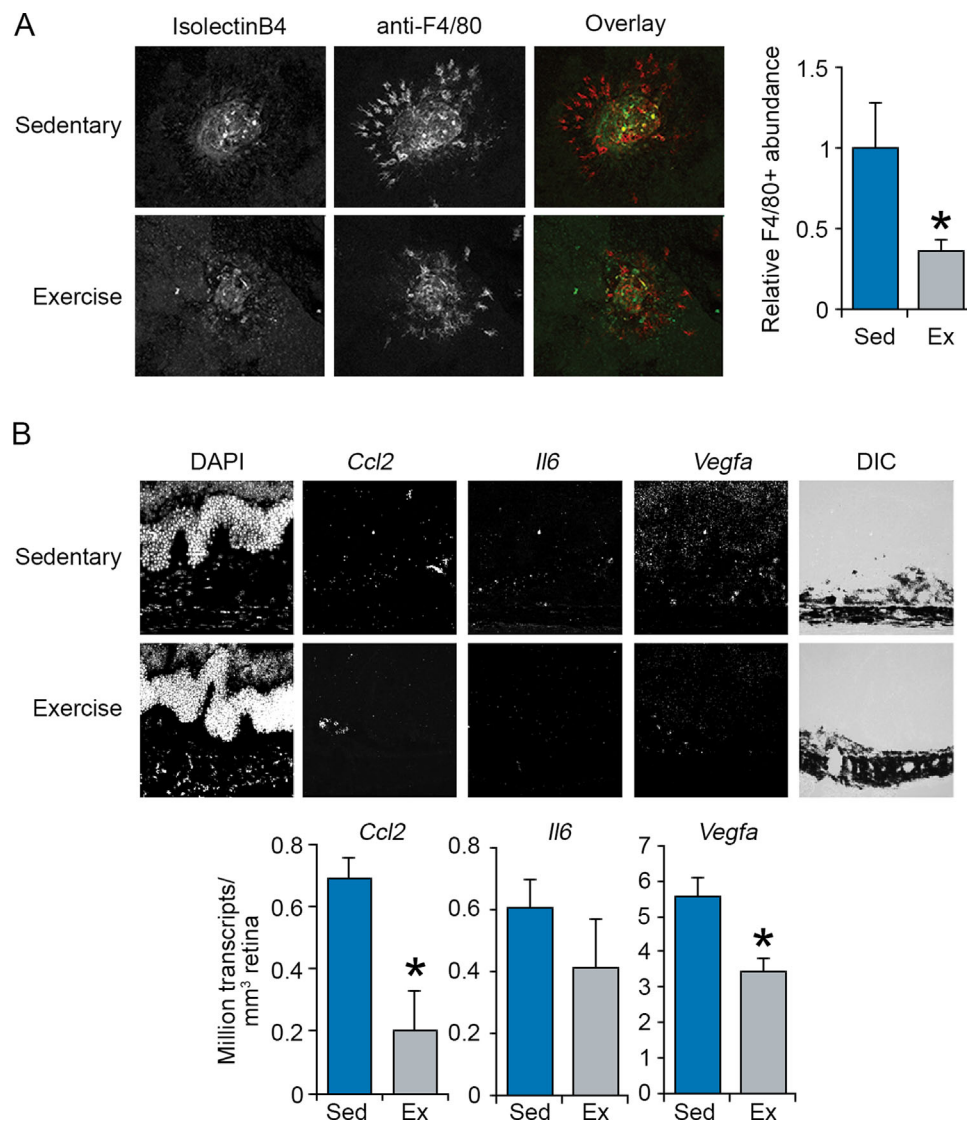 A
IsolectinB4 anti-F4/80 Overlay
Sedentary
Exercise
Relative F4/80+ abundance
1.5
1
0.5
0
*
Sed Ex
B
DAPI Ccl2 Il6 Vegfa DIC
Sedentary
Exercise
Million transcripts/
mm³ retina
Ccl2
0.8
0.6
0.4
0.2
0
*
Sed Ex
Il6
0.8
0.6
0.4
0.2
0
Sed Ex
Vegfa
7
6
5
4
3
2
1
0
*
Sed Ex